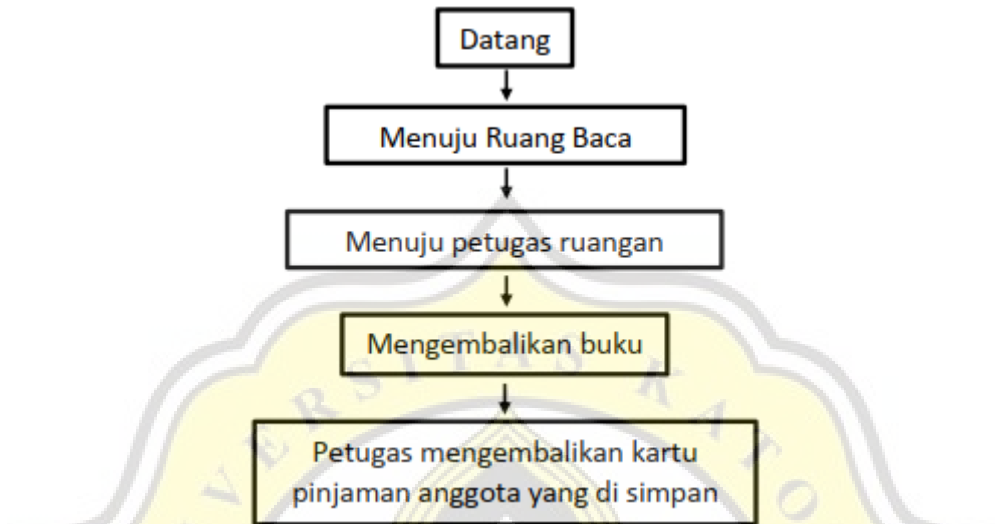 Datang
Menuju Ruang Baca
Menuju petugas ruangan
Mengembalikan buku
Petugas mengembalikan kartu
pinjaman anggota yang di simpan